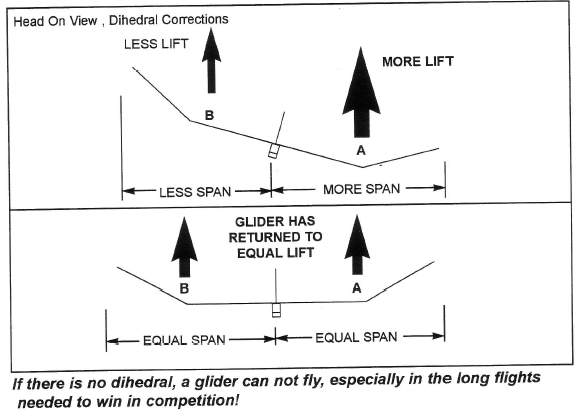 Head On View , Dihedral Corrections
LESS LIFT
MORE LIFT
B
A
LESS SPAN
MORE SPAN
GLIDER HAS
RETURNED TO
EQUAL LIFT
B
A
EQUAL SPAN
EQUAL SPAN
If there is no dihedral, a glider can not fly, especially in the long flights
needed to win in competition!